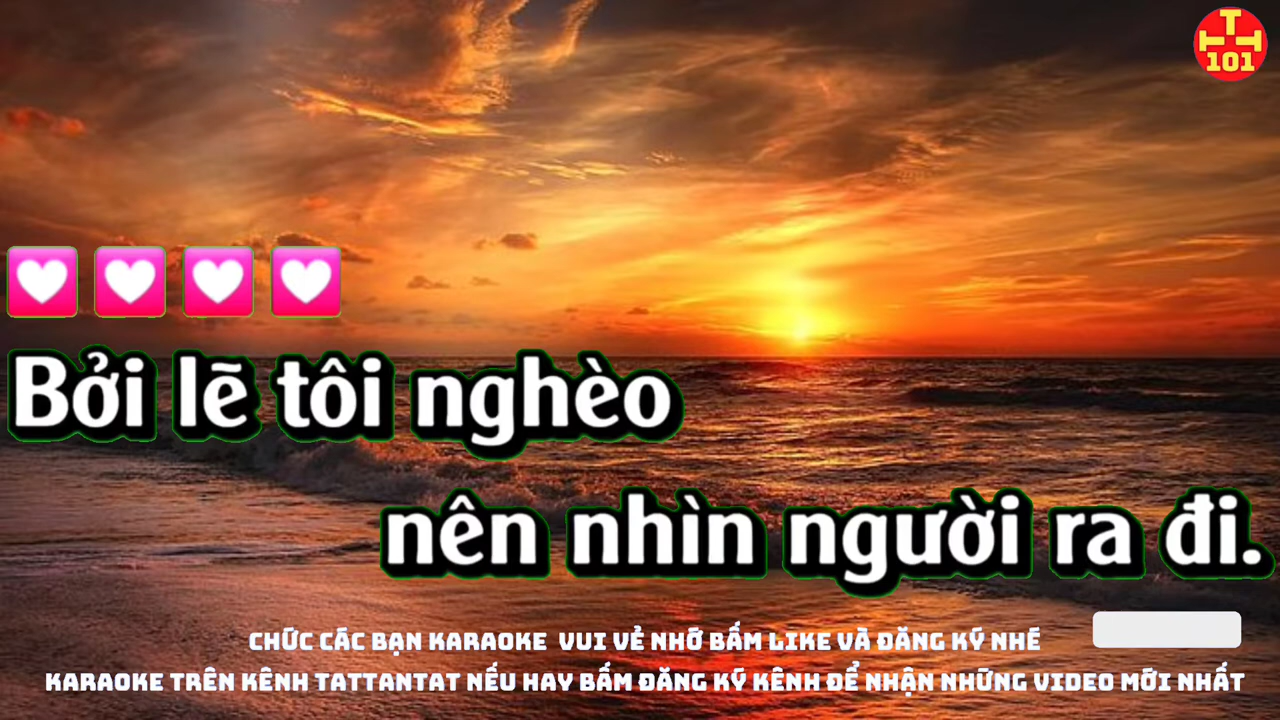 T
T T
101
Bởi lẽ tôi nghèo
nên nhìn người ra đi.
CHỨC CÁC BẠN KARAOKE VUI VẺ NHỚ BẤM LIKE VÀ ĐĂNG KÝ NHÉ
KARAOKE TRÊN KÊNH TATTANTAT NẾU HAY BẤM ĐĂNG KÝ KÊNH ĐỂ NHẬN NHỮNG VIDEO MỚI NHẤT